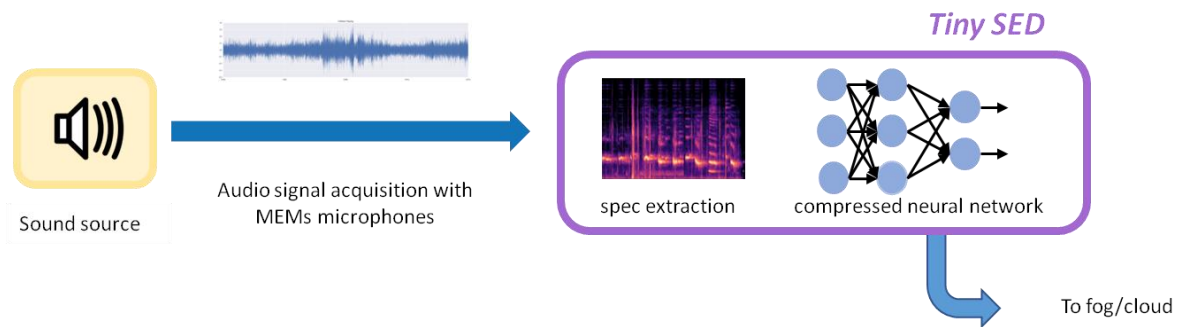 Tiny SED
Audio signal acquisition with
MEMs microphones
Sound source
spec extraction
compressed neural network
To fog/cloud